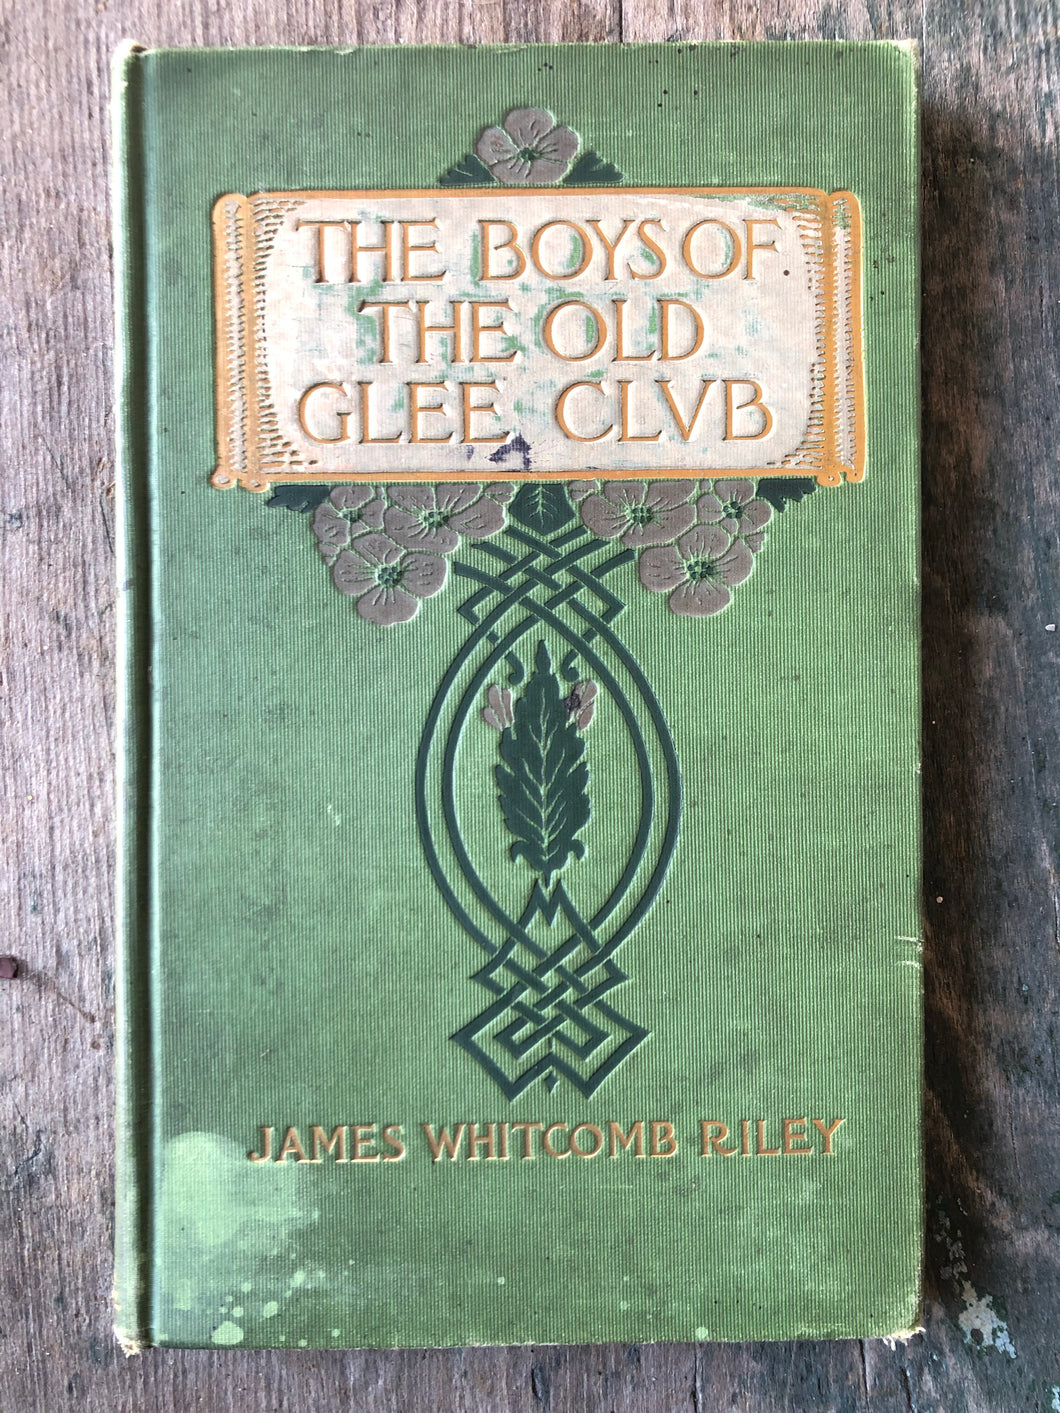 THE BOYS OF
THE OLD
GLEE CLVB
JAMES WHITCOMB RILEY